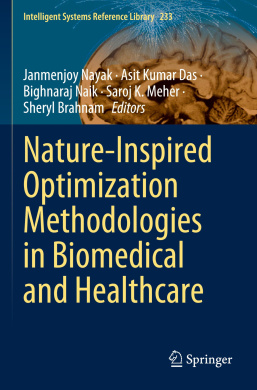 Intelligent Systems Reference Library 233
Janmenjoy Nayak · Asit Kumar Das ·
Bighnaraj Naik · Saroj K. Meher ·
Sheryl Brahnam Editors
Nature-Inspired
Optimization
Methodologies
in Biomedical
and Healthcare
Springer